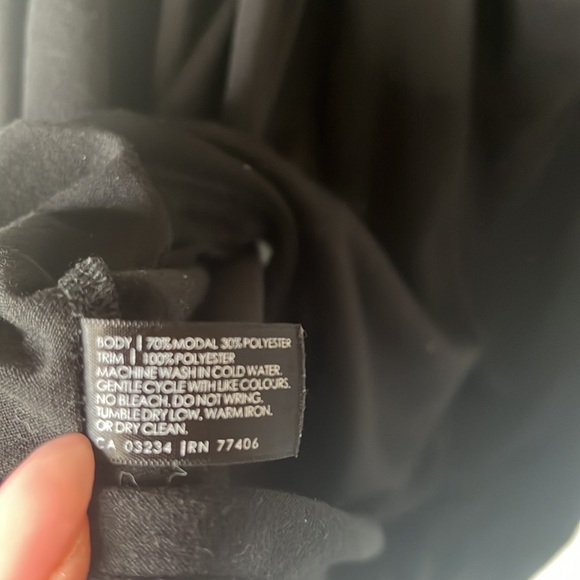 BODY | 70% MODAL 30% POLYESTER
TRIM | 100% POLYESTER
MACHINE WASH IN COLD WATER.
GENTLE CYCLE WITH LIKE COLOURS.
NO BLEACH. DO NOT WRING.
TUMBLE DRY LOW, WARM IRON.
OR DRY CLEAN.
CA 03234 | RN 77406